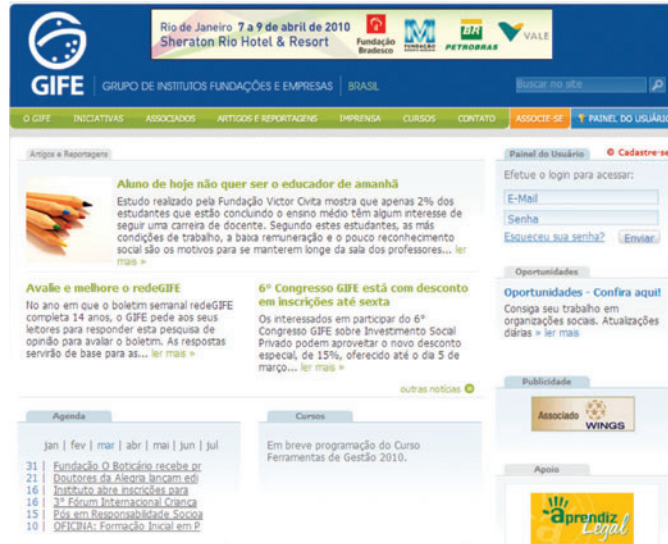 Rio de Janeiro 7 a 9 de abril de 2010
Sheraton Rio Hotel & Resort
Fundação
Bradesco
FUNDAÇÃO
BR
PETROBRAS
VALE
GIFE
GRUPO DE INSTITUTOS FUNDAÇÕES E EMPRESAS | BRASIL
Buscar no site
O GIFE INICIATIVAS ASSOCIADOS ARTIGOS E REPORTAGENS IMPRENSA CURSOS CONTATO ASSOCIE-SE PAINEL DO USUÁRIO
Artigos e Reportagens
Aluno de hoje não quer ser o educador de amanhã
Estudo realizado pela Fundação Victor Civita mostra que apenas 2% dos
estudantes que estão concluindo o ensino médio têm algum interesse de
seguir uma carreira de docente. Segundo estes estudantes, as más
condições de trabalho, a baixa remuneração e o pouco reconhecimento
social são os motivos para se manterem longe da sala dos professores... ler
mais »
Avalie e melhore o redeGIFE
No ano em que o boletim semanal redeGIFE
completa 14 anos, o GIFE pede aos seus
leitores para responder esta pesquisa de
opinião para avaliar o boletim. As respostas
servirão de base para as... ler mais »
6º Congresso GIFE está com desconto
em inscrições até sexta
Os interessados em participar do 6º
Congresso GIFE sobre Investimento Social
Privado podem aproveitar o novo desconto
especial, de 15%, oferecido até o dia 5 de
março... ler mais »
outras notícias
Agenda
jan | fev | mar | abr | mai | jun | jul
31 | Fundação O Boticário recebe pr
21 | Doutores da Alegria lançam edi
16 | Instituto abre inscrições para
16 | 3º Fórum Internacional Criança
15 | Pós em Responsabilidade Socioa
10 | OFICINA: Formação Inicial em P
Cursos
Em breve programação do Curso
Ferramentas de Gestão 2010.
Painel do Usuário
Cadastre-se
Efetue o login para acessar:
E-Mail
Senha
Esqueceu sua senha? Enviar
Oportunidades
Oportunidades - Confira aqui!
Consiga seu trabalho em
organizações sociais. Atualizações
diárias » ler mais
Publicidade
Associado WINGS
Apoio
aprendiz
Legal